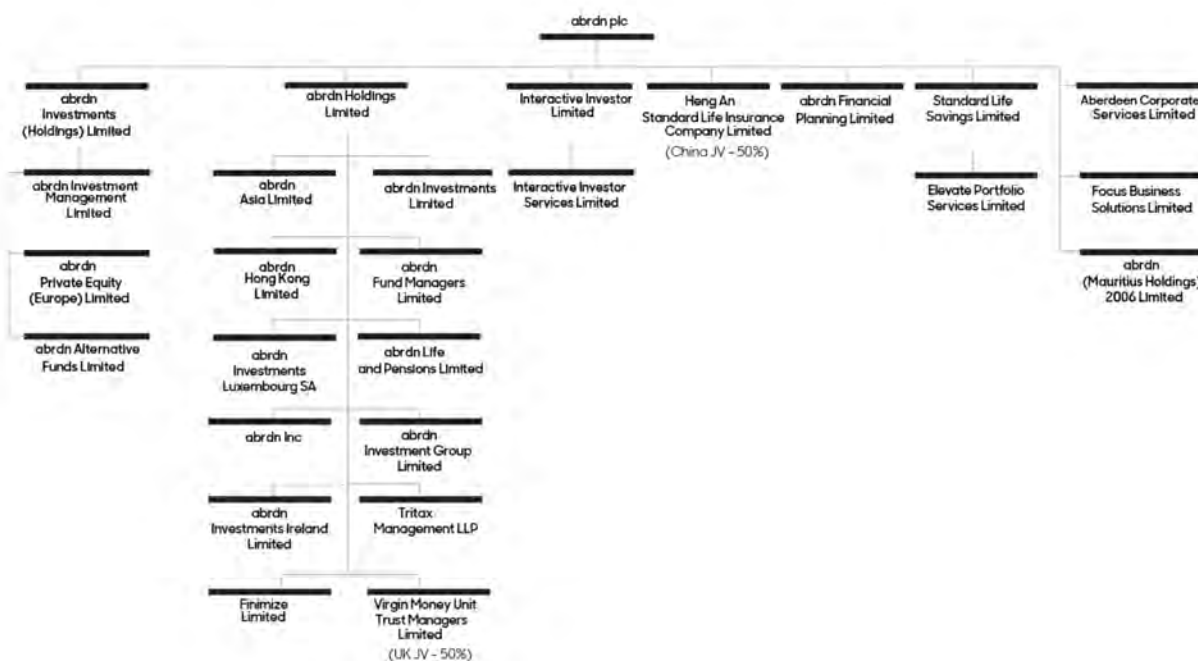 abrdn plc
abrdn
Investments
(Holdings) Limited
abrdn Holdings
Limited
Interactive Investor
Limited
Heng An
Standard Life Insurance
Company Limited
(China JV - 50%)
abrdn Financial
Planning Limited
Standard Life
Savings Limited
Aberdeen Corporate
Services Limited
abrdn Investment
Management
Limited
abrdn
Asia Limited
abrdn Investments
Limited
Interactive Investor
Services Limited
Elevate Portfolio
Services Limited
Focus Business
Solutions Limited
abrdn
Private Equity
(Europe) Limited
abrdn
Hong Kong
Limited
abrdn
Fund Managers
Limited
abrdn
(Mauritius Holdings)
2006 Limited
abrdn Alternative
Funds Limited
abrdn
Investments
Luxembourg SA
abrdn Life
and Pensions Limited
abrdn Inc
abrdn
Investment Group
Limited
abrdn
Investments Ireland
Limited
Tritax
Management LLP
Finimize
Limited
Virgin Money Unit
Trust Managers
Limited
(UK JV - 50%)